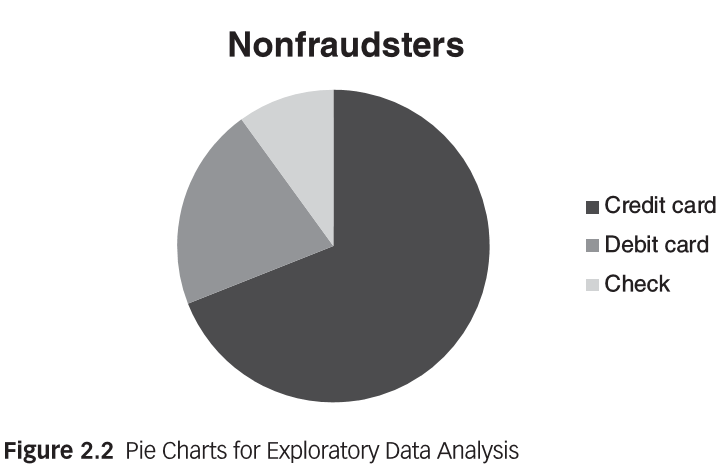 Nonfraudsters
Credit card
Debit card
Check
Figure 2.2 Pie Charts for Exploratory Data Analysis